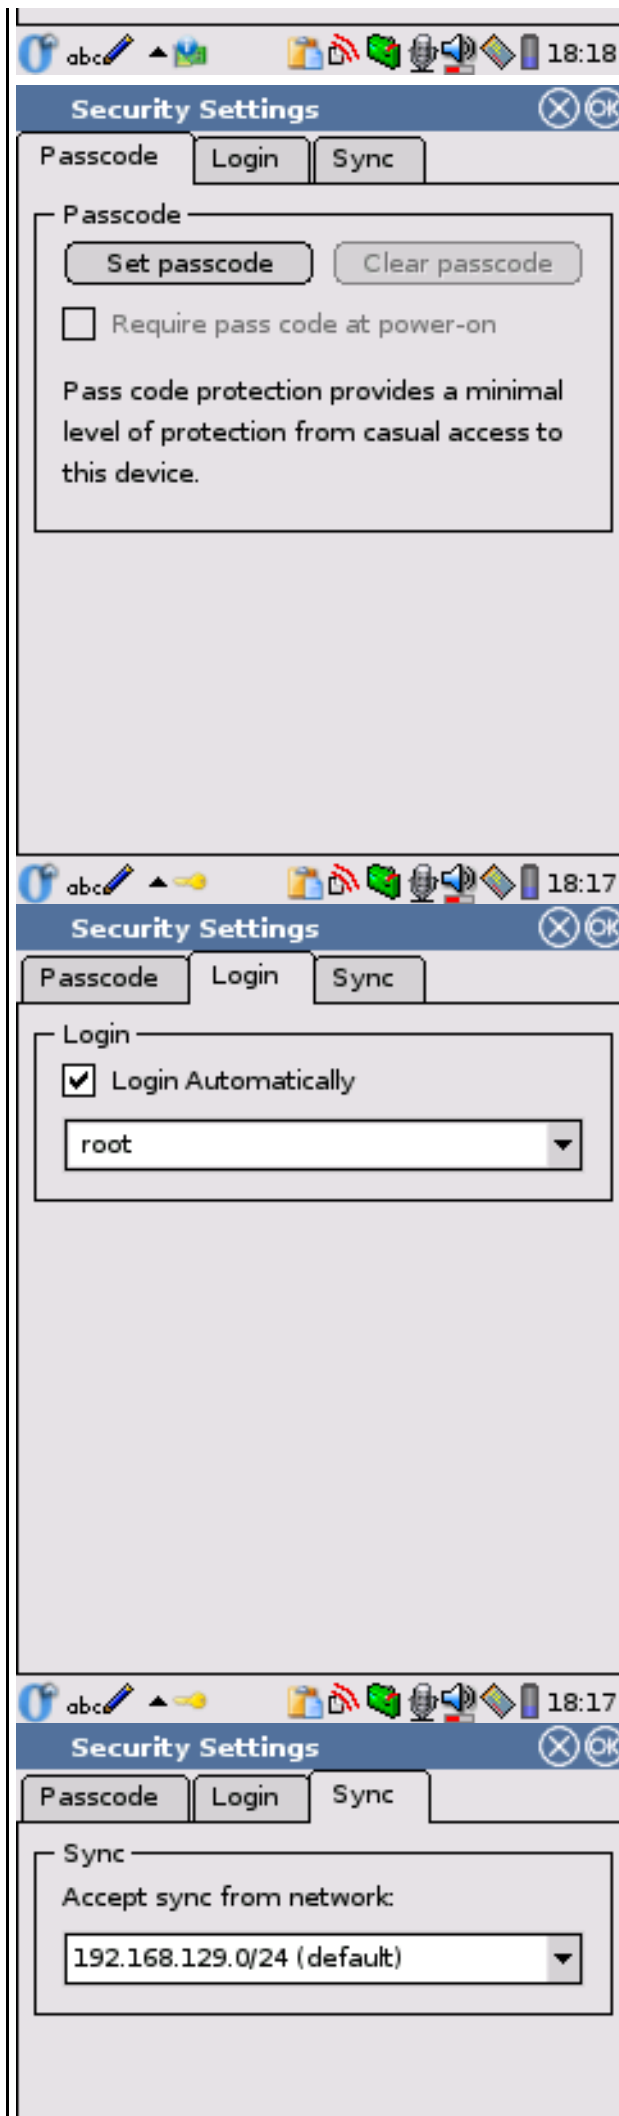 abc 18:18
Security Settings OK
Passcode Login Sync
Passcode
Set passcode Clear passcode
Require pass code at power-on
Pass code protection provides a minimal
level of protection from casual access to
this device.
abc 18:17
Security Settings OK
Passcode Login Sync
Login
Login Automatically
root
abc 18:17
Security Settings OK
Passcode Login Sync
Sync
Accept sync from network:
192.168.129.0/24 (default)